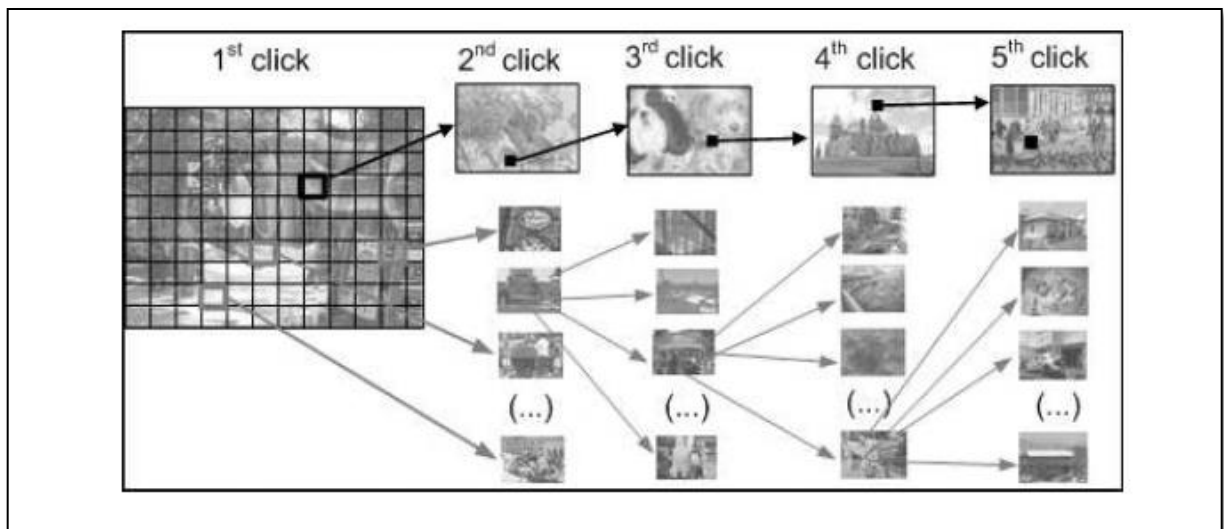 1st click
2nd click
3rd click
4th click
5th click
(...)
(...)
(...)
(...)